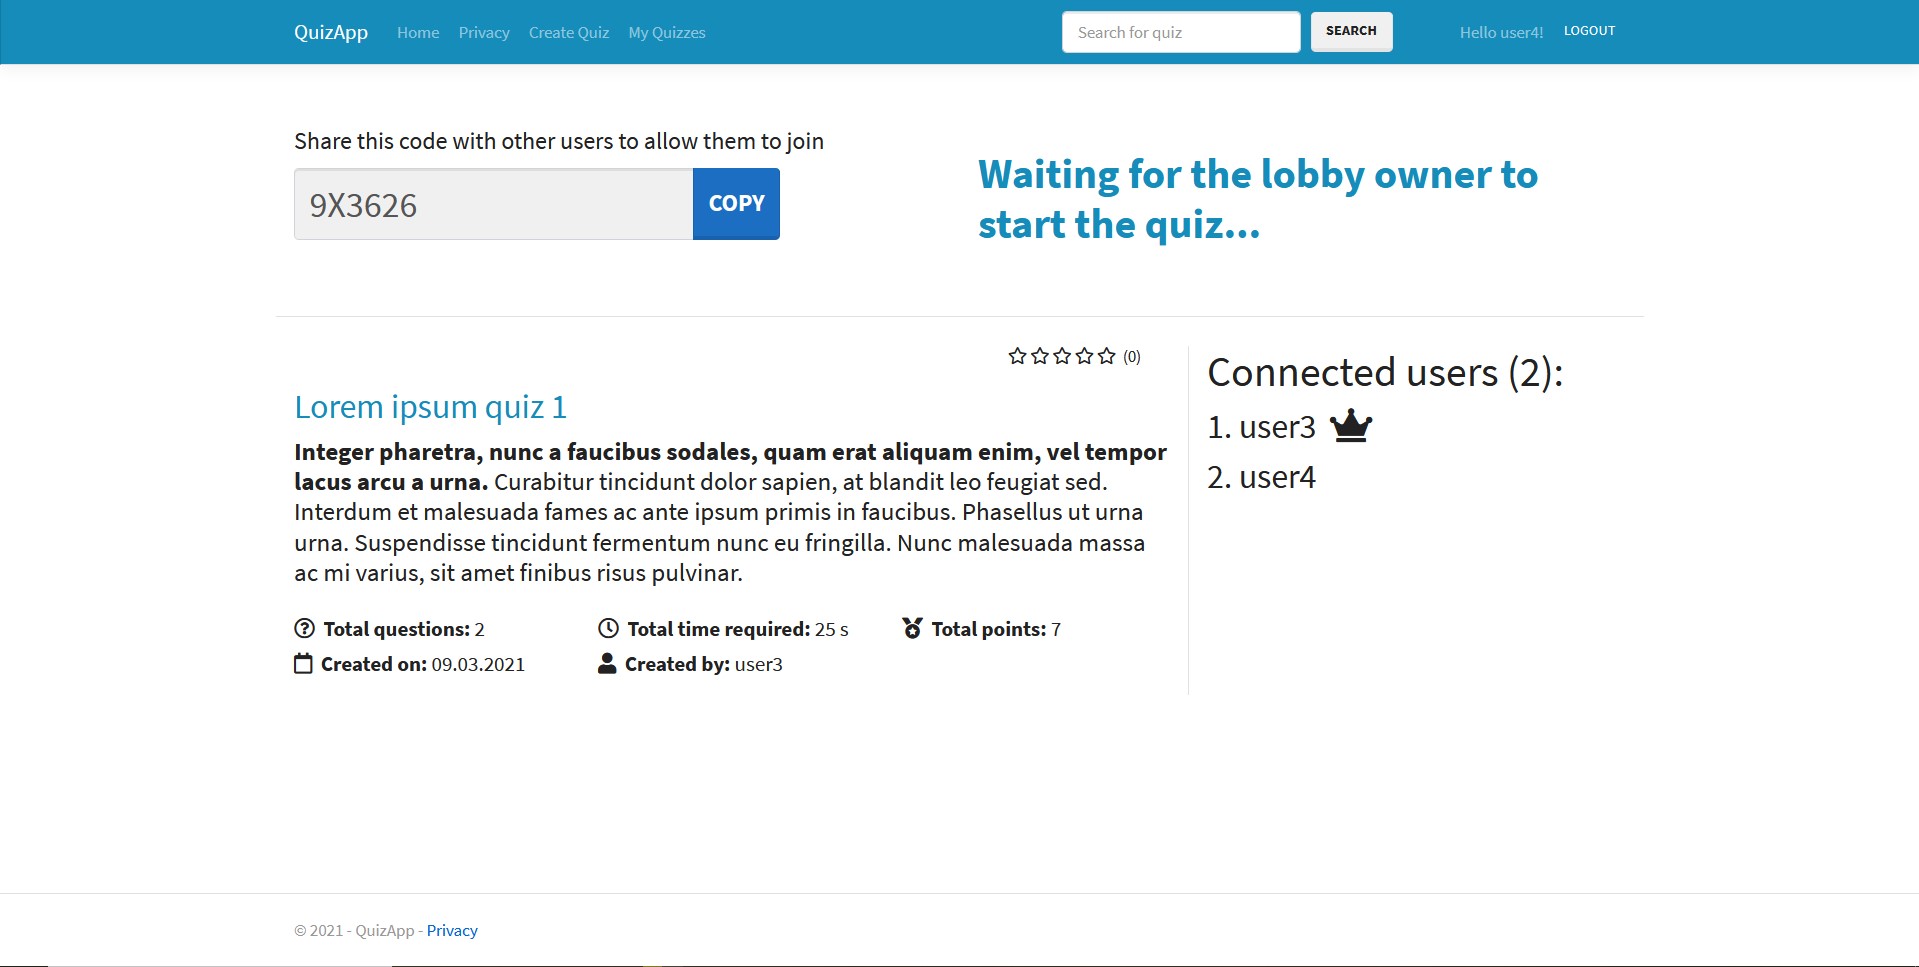 QuizApp Home Privacy Create Quiz My Quizzes Search for quiz SEARCH Hello user4! LOGOUT
Share this code with other users to allow them to join
9X3626 COPY
Waiting for the lobby owner to
start the quiz...
(0)
Lorem ipsum quiz 1
Integer pharetra, nunc a faucibus sodales, quam erat aliquam enim, vel tempor
lacus arcu a urna. Curabitur tincidunt dolor sapien, at blandit leo feugiat sed.
Interdum et malesuada fames ac ante ipsum primis in faucibus. Phasellus ut urna
urna. Suspendisse tincidunt fermentum nunc eu fringilla. Nunc malesuada massa
ac mi varius, sit amet finibus risus pulvinar.
Total questions: 2 Total time required: 25 s Total points: 7
Created on: 09.03.2021 Created by: user3
Connected users (2):
1. user3
2. user4
© 2021 - QuizApp - Privacy